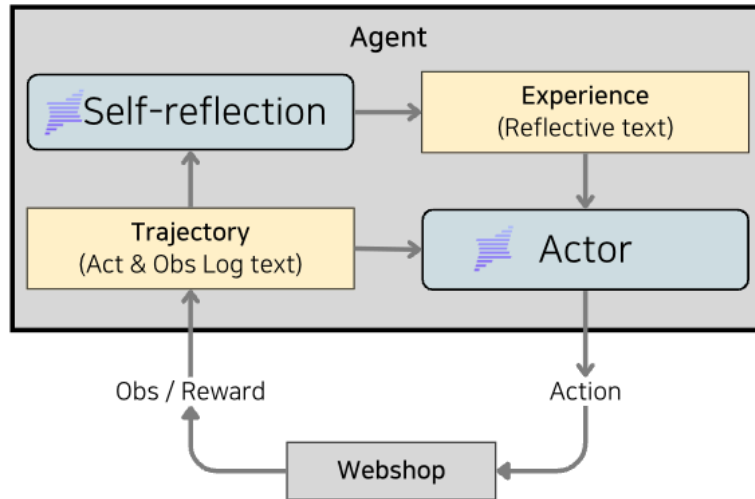 Agent
Self-reflection
Experience
(Reflective text)
Trajectory
(Act & Obs Log text)
Actor
Obs / Reward
Action
Webshop